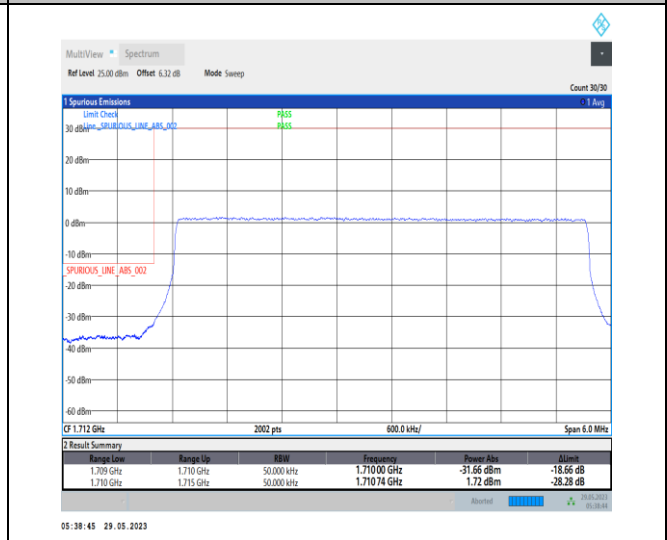 MultiView Spectrum
Ref Level 25.00 dBm Offset 6.32 dB Mode Sweep
Count 30/30
1 Spurious Emissions 1 Avg
Limit Check PASS
Line _SPURIOUS_LINE_ABS_002 PASS
30 dBm
20 dBm
10 dBm
0 dBm
-10 dBm
_SPURIOUS_LINE_ABS_002
-20 dBm
-30 dBm
-40 dBm
-50 dBm
-60 dBm
CF 1.712 GHz 2002 pts 600.0 kHz/ Span 6.0 MHz
2 Result Summary
Range Low Range Up RBW Frequency Power Abs ΔLimit
1.709 GHz 1.710 GHz 50.000 kHz 1.71000 GHz -31.66 dBm -18.66 dB
1.710 GHz 1.715 GHz 50.000 kHz 1.71074 GHz 1.72 dBm -28.28 dB
Aborted 29.05.2023
05:38:44
05:38:45 29.05.2023